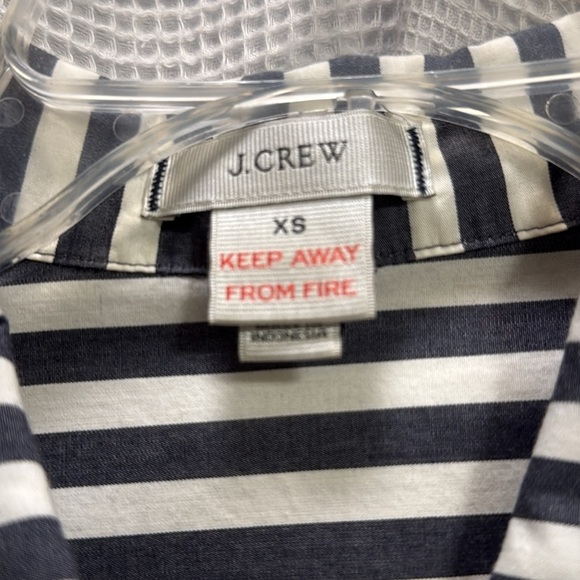 J.CREW
XS
KEEP AWAY
FROM FIRE
INDONESIA